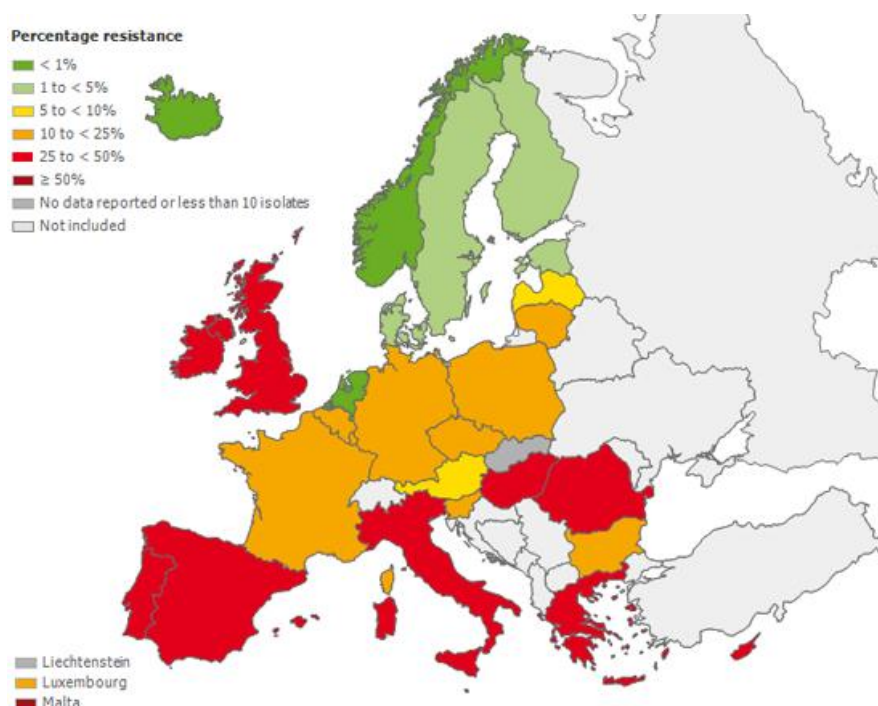 Percentage resistance
< 1%
1 to < 5%
5 to < 10%
10 to < 25%
25 to < 50%
≥ 50%
No data reported or less than 10 isolates
Not included
Liechtenstein
Luxembourg
Malta